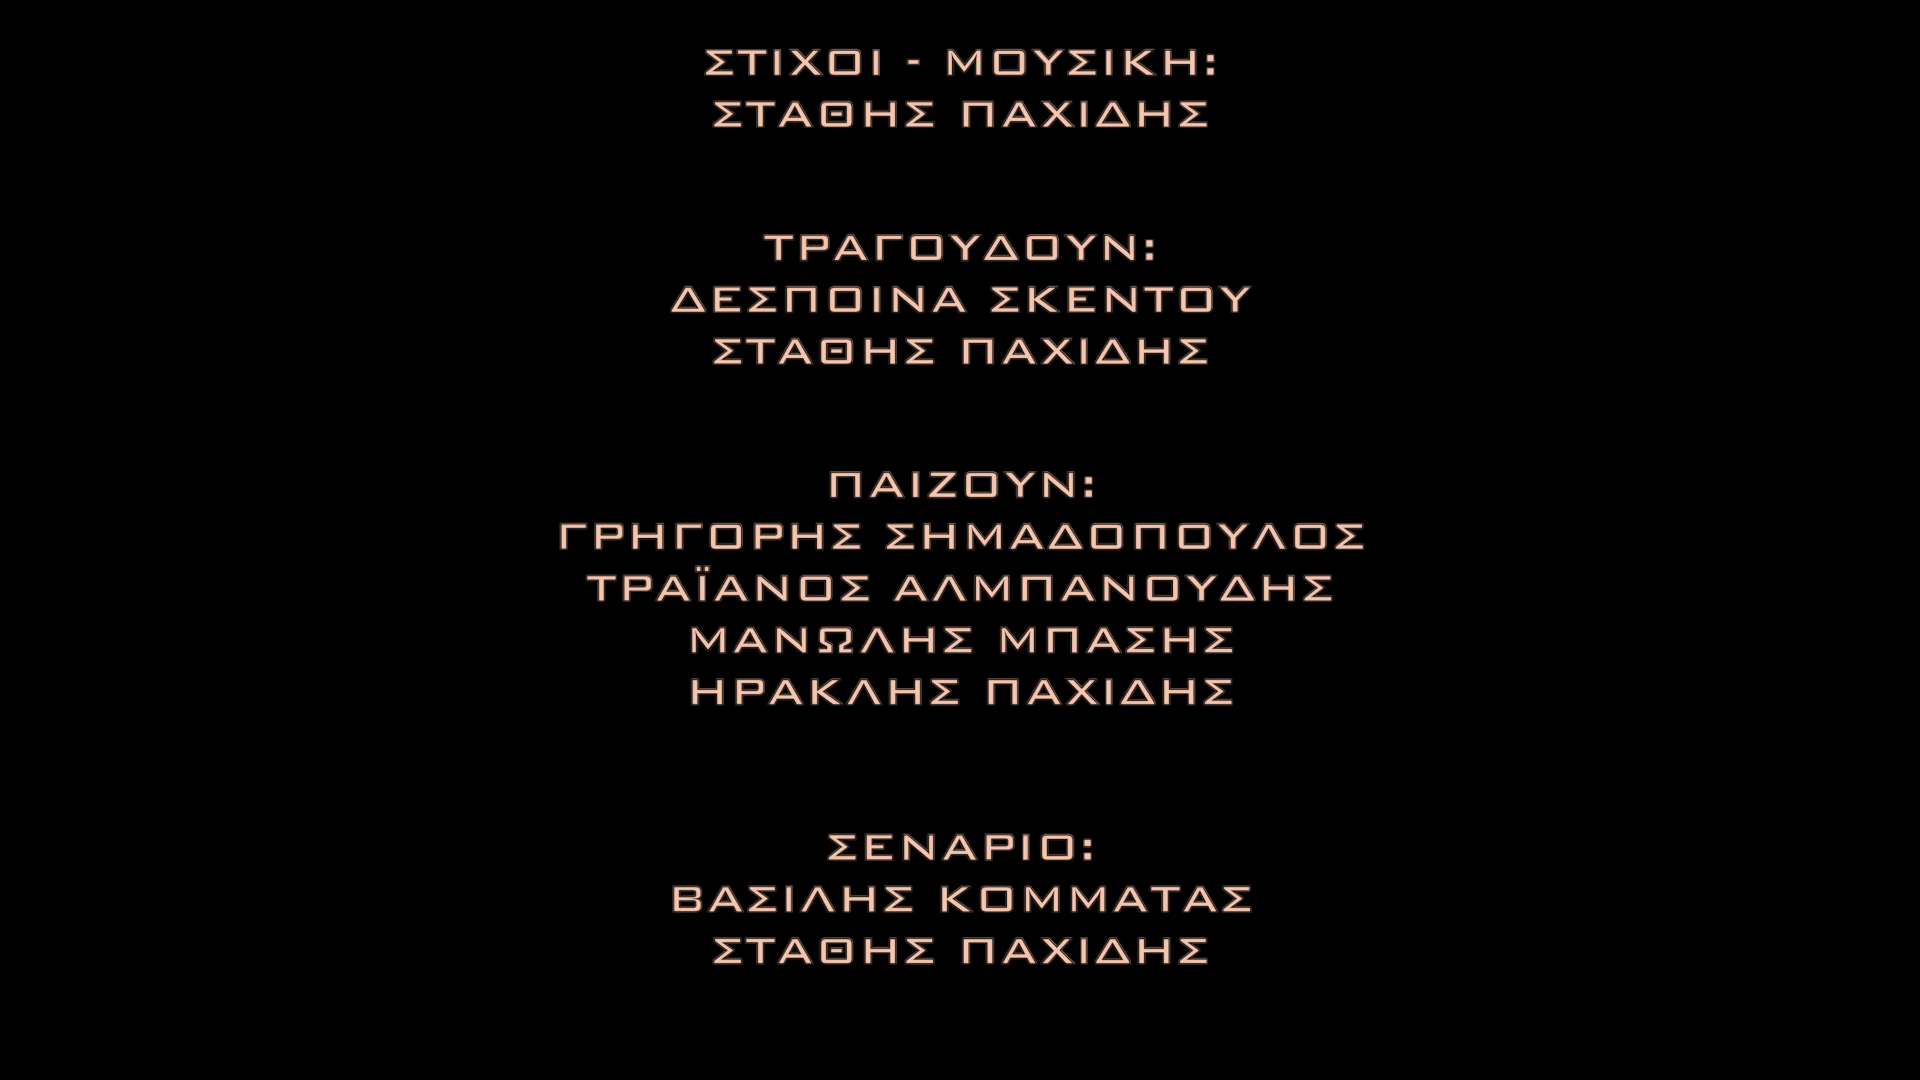 ΣΤΙΧΟΙ - ΜΟΥΣΙΚΗ:
ΣΤΑΘΗΣ ΠΑΧΙΔΗΣ
ΤΡΑΓΟΥΔΟΥΝ:
ΔΕΣΠΟΙΝΑ ΣΚΕΝΤΟΥ
ΣΤΑΘΗΣ ΠΑΧΙΔΗΣ
ΠΑΙΖΟΥΝ:
ΓΡΗΓΟΡΗΣ ΣΗΜΑΔΟΠΟΥΛΟΣ
ΤΡΑΪΑΝΟΣ ΑΛΜΠΑΝΟΥΔΗΣ
ΜΑΝΩΛΗΣ ΜΠΑΣΗΣ
ΗΡΑΚΛΗΣ ΠΑΧΙΔΗΣ
ΣΕΝΑΡΙΟ:
ΒΑΣΙΛΗΣ ΚΟΜΜΑΤΑΣ
ΣΤΑΘΗΣ ΠΑΧΙΔΗΣ